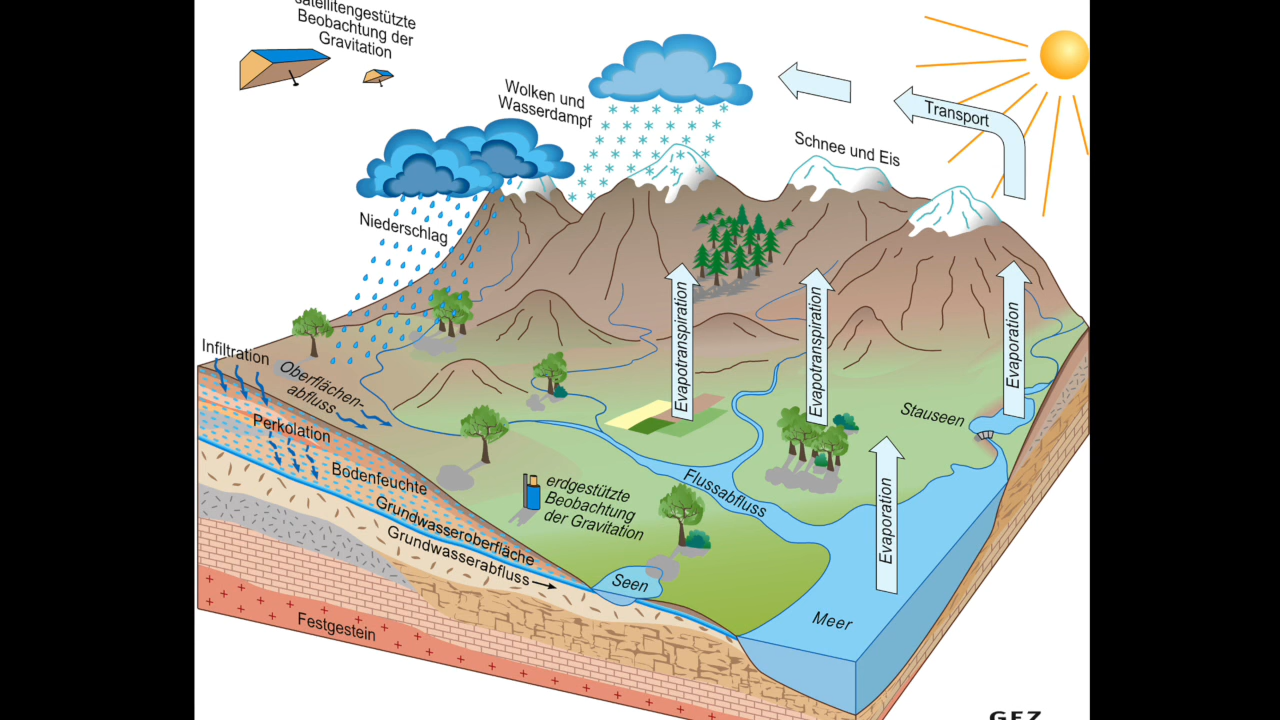 satellitengestützte
Beobachtung der
Gravitation
Wolken und
Wasserdampf
Transport
Schnee und Eis
Niederschlag
Infiltration
Oberflächen-
abfluss
Evapotranspiration
Evapotranspiration
Evaporation
Stauseen
Perkolation
Bodenfeuchte
Flussabfluss
erdgestützte
Beobachtung
der Gravitation
Evaporation
Grundwasseroberfläche
Grundwasserabfluss
Seen
Meer
Festgestein
GFZ